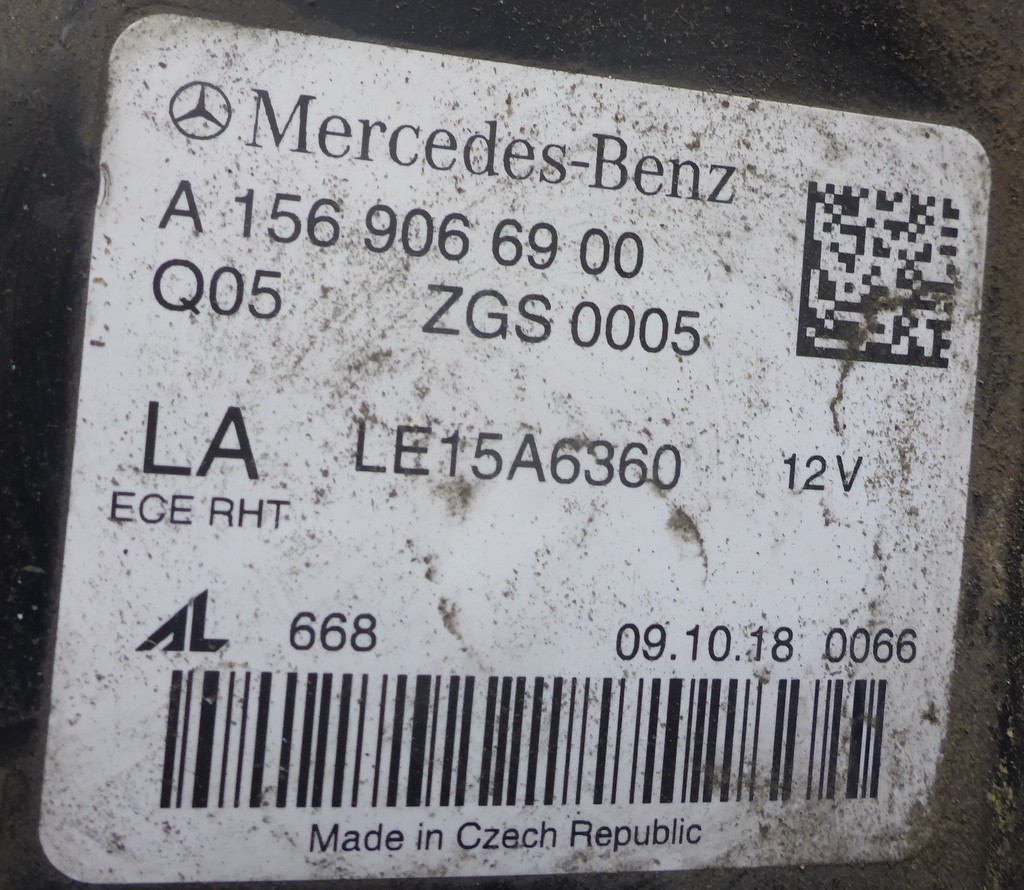 Mercedes-Benz
A 156 906 69 00
Q05 ZGS 0005
LA LE15A6360 12V
ECE RHT
AL 668 09.10.18 0066
Made in Czech Republic